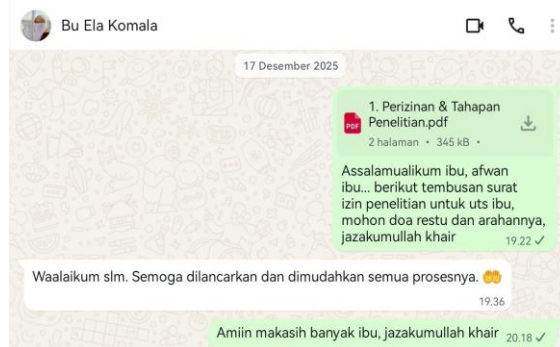 Bu Ela Komala
17 Desember 2025
1. Perizinan & Tahapan
Penelitian.pdf
PDF
2 halaman • 345 kB •
Assalamualikum ibu, afwan
ibu... berikut tembusan surat
izin penelitian untuk uts ibu,
mohon doa restu dan arahannya,
jazakumullah khair
19.22
Waalaikum slm. Semoga dilancarkan dan dimudahkan semua prosesnya. 🤲
19.36
Amiin makasih banyak ibu, jazakumullah khair 20.18